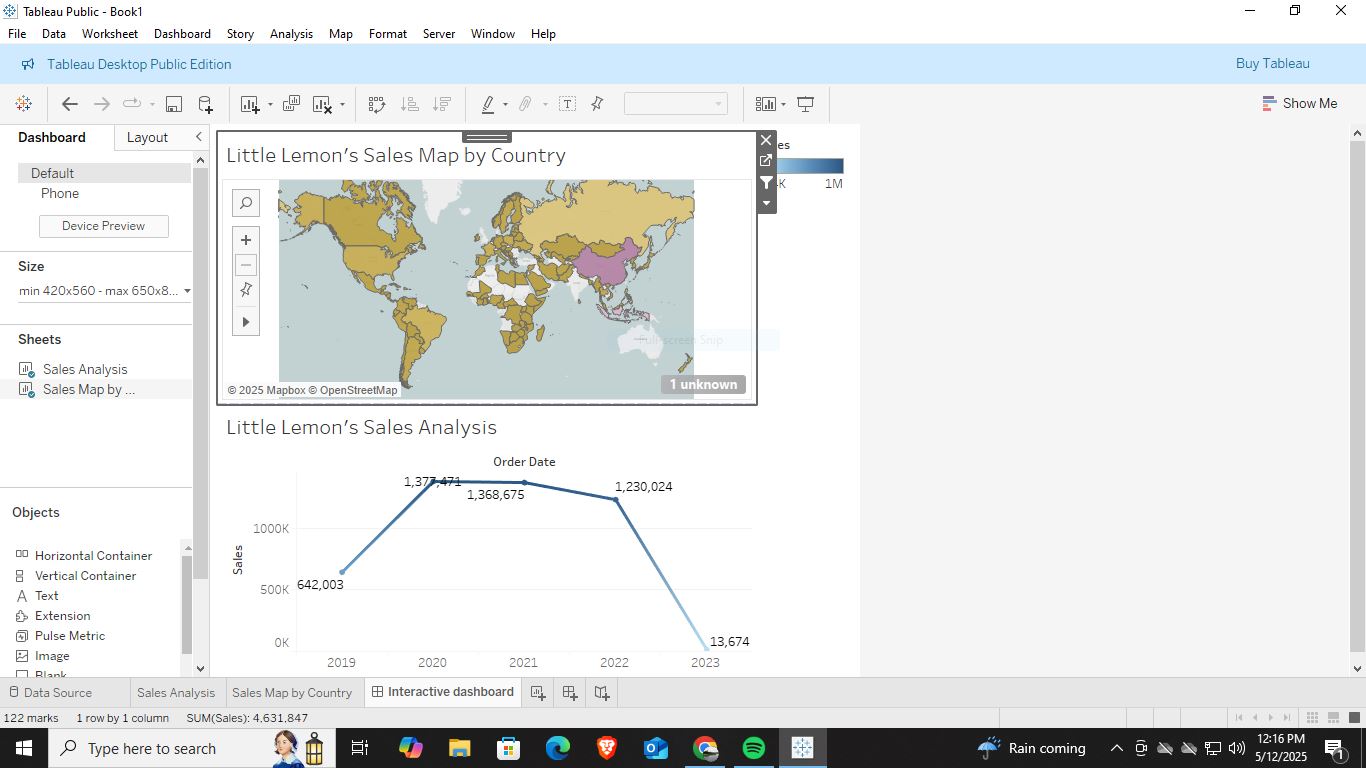 Tableau Public - Book1
File Data Worksheet Dashboard Story Analysis Map Format Server Window Help
Tableau Desktop Public Edition
Buy Tableau
Show Me
Dashboard
Layout
Default
Phone
Device Preview
Size
min 420x560 - max 650x8...
Sheets
Sales Analysis
Sales Map by ...
Objects
Horizontal Container
Vertical Container
Text
Extension
Pulse Metric
Image
Blank
Little Lemon's Sales Map by Country
© 2025 Mapbox © OpenStreetMap
1 unknown
Full-screen Snip
es
K 1M
Little Lemon's Sales Analysis
Order Date
Sales
1000K
500K
0K
642,003
1,377,471
1,368,675
1,230,024
13,674
2019 2020 2021 2022 2023
Data Source
Sales Analysis
Sales Map by Country
Interactive dashboard
122 marks 1 row by 1 column SUM(Sales): 4.631.847
Type here to search
Rain coming
12:16 PM
5/12/2025
1